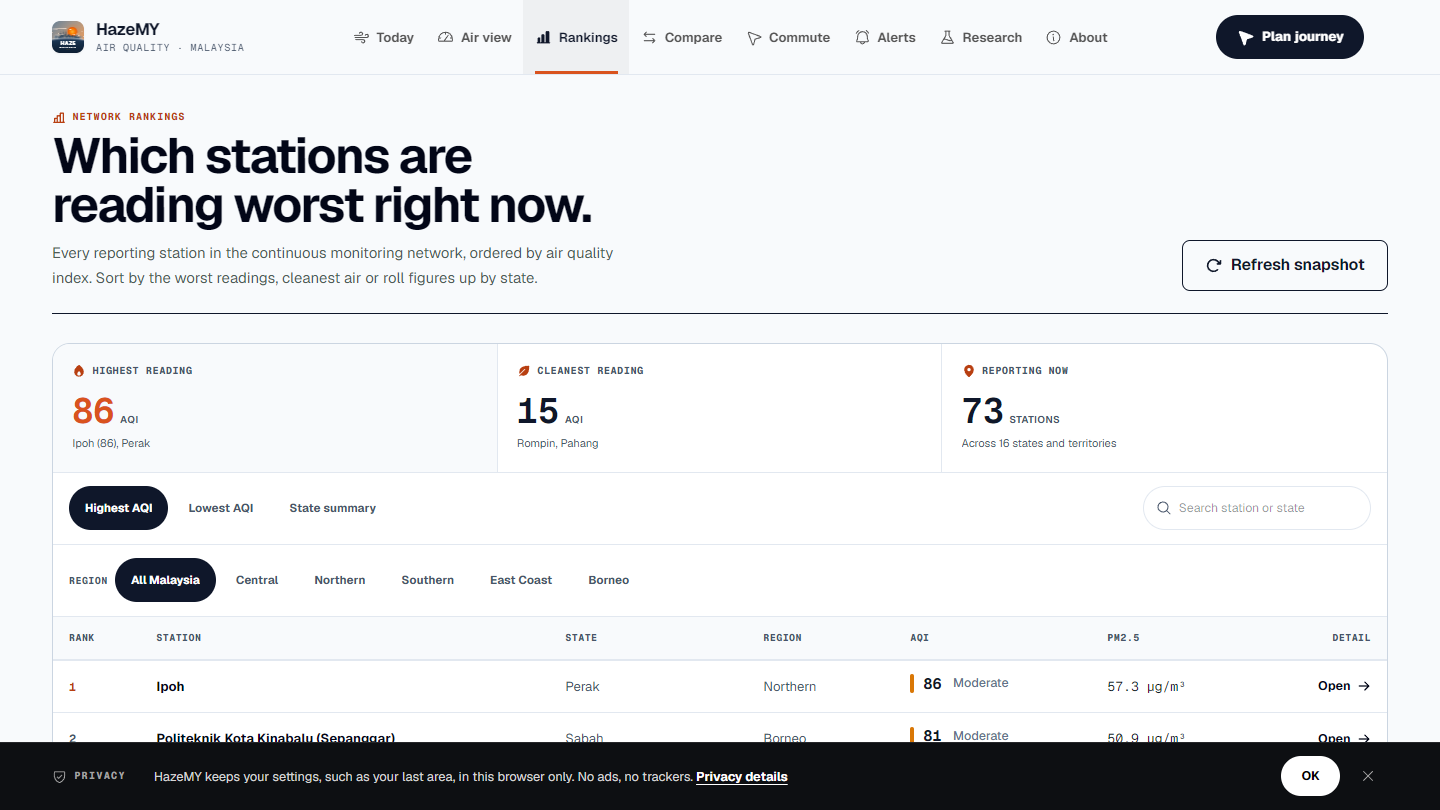 HazeMY
AIR QUALITY · MALAYSIA
Today
Air view
Rankings
Compare
Commute
Alerts
Research
About
Plan journey
NETWORK RANKINGS
Which stations are
reading worst right now.
Every reporting station in the continuous monitoring network, ordered by air quality
index. Sort by the worst readings, cleanest air or roll figures up by state.
Refresh snapshot
HIGHEST READING
86 AQI
Ipoh (86), Perak
CLEANEST READING
15 AQI
Rompin, Pahang
REPORTING NOW
73 STATIONS
Across 16 states and territories
Highest AQI
Lowest AQI
State summary
Search station or state
REGION
All Malaysia
Central
Northern
Southern
East Coast
Borneo
RANK STATION STATE REGION AQI PM2.5 DETAIL
1 Ipoh Perak Northern 86 Moderate 57.3 µg/m³ Open →
2 Politeknik Kota Kinabalu (Sepanggar) Sabah Borneo 81 Moderate 50.9 µg/m³ Open →
PRIVACY
HazeMY keeps your settings, such as your last area, in this browser only. No ads, no trackers. Privacy details
OK